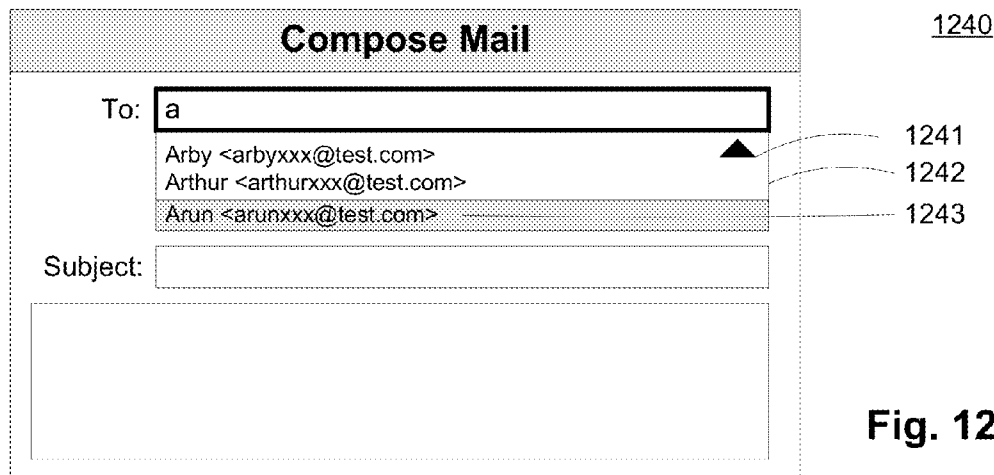 Compose Mail
1240
To: a
Arby <arbyxxx@test.com>
1241
Arthur <arthurxxx@test.com>
1242
Arun <arunxxx@test.com>
1243
Subject:
Fig. 12